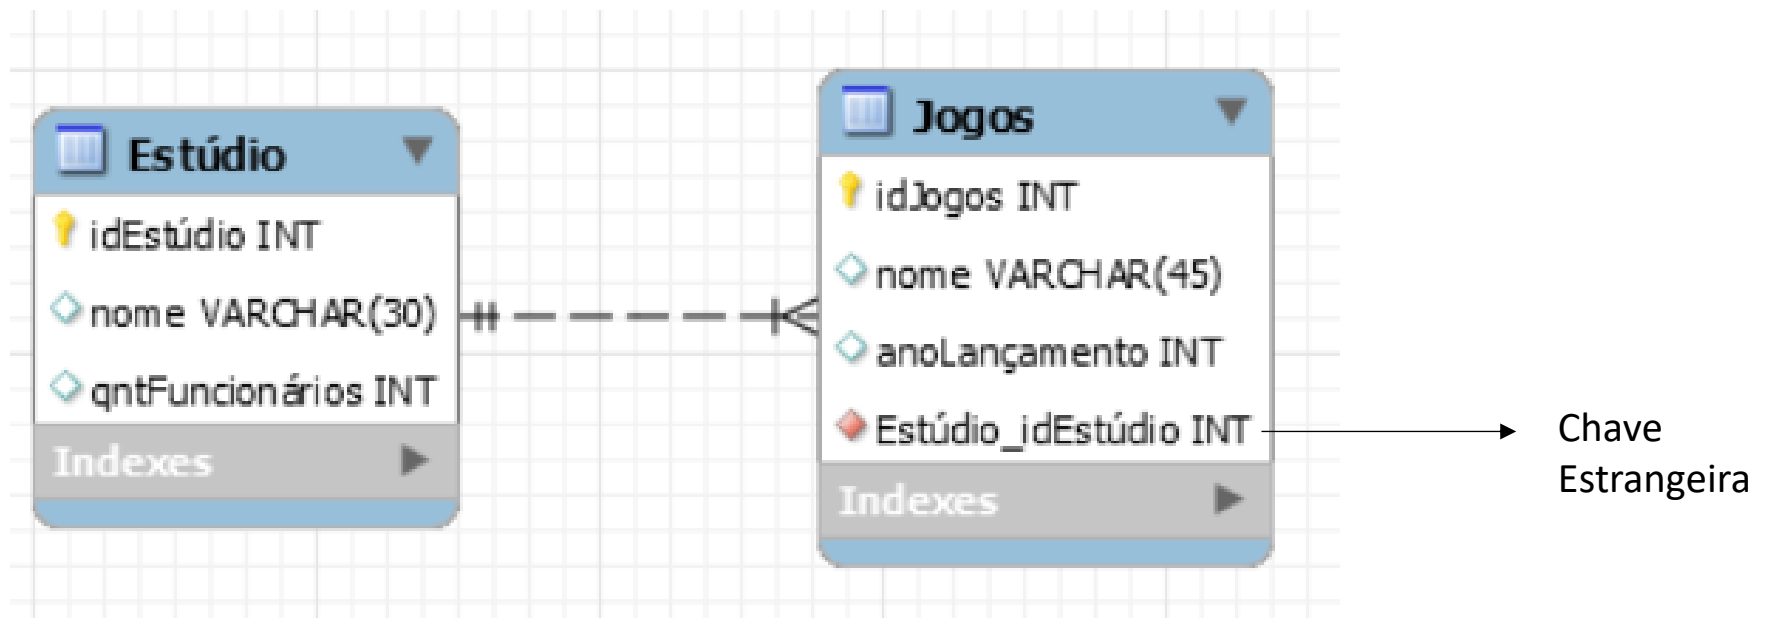 Estúdio
idEstúdio INT
nome VARCHAR(30)
qntFuncionários INT
Indexes
Jogos
idJogos INT
nome VARCHAR(45)
anoLançamento INT
Estúdio_idEstúdio INT
Indexes
Chave
Estrangeira